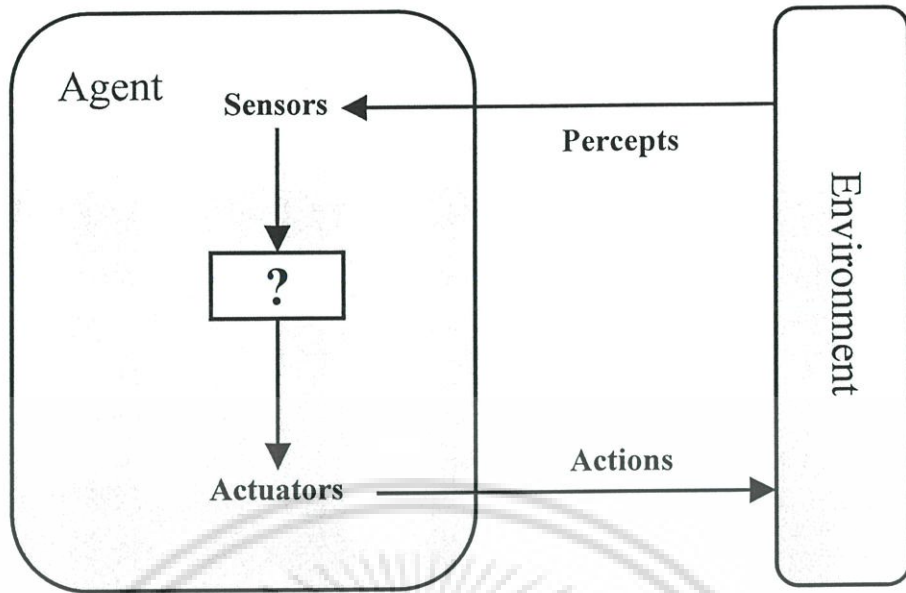 Agent
Sensors
Percepts
Environment
?
Actions
Actuators